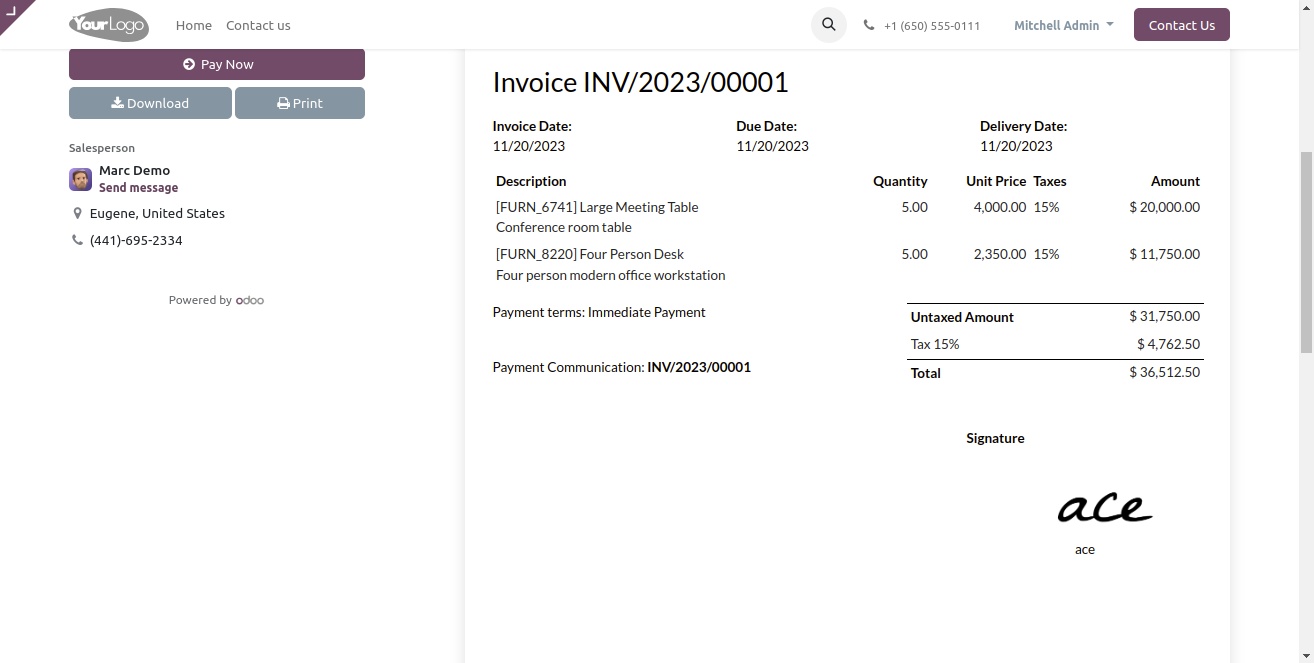 YourLogo
Home Contact us
+1 (650) 555-0111
Mitchell Admin
Contact Us
Pay Now
Download Print
Salesperson
Marc Demo
Send message
Eugene, United States
(441)-695-2334
Powered by odoo
Invoice INV/2023/00001
Invoice Date: Due Date: Delivery Date:
11/20/2023 11/20/2023 11/20/2023
Description Quantity Unit Price Taxes Amount
[FURN_6741] Large Meeting Table 5.00 4,000.00 15% $ 20,000.00
Conference room table
[FURN_8220] Four Person Desk 5.00 2,350.00 15% $ 11,750.00
Four person modern office workstation
Payment terms: Immediate Payment
Untaxed Amount $ 31,750.00
Tax 15% $ 4,762.50
Payment Communication: INV/2023/00001
Total $ 36,512.50
Signature
ace
ace